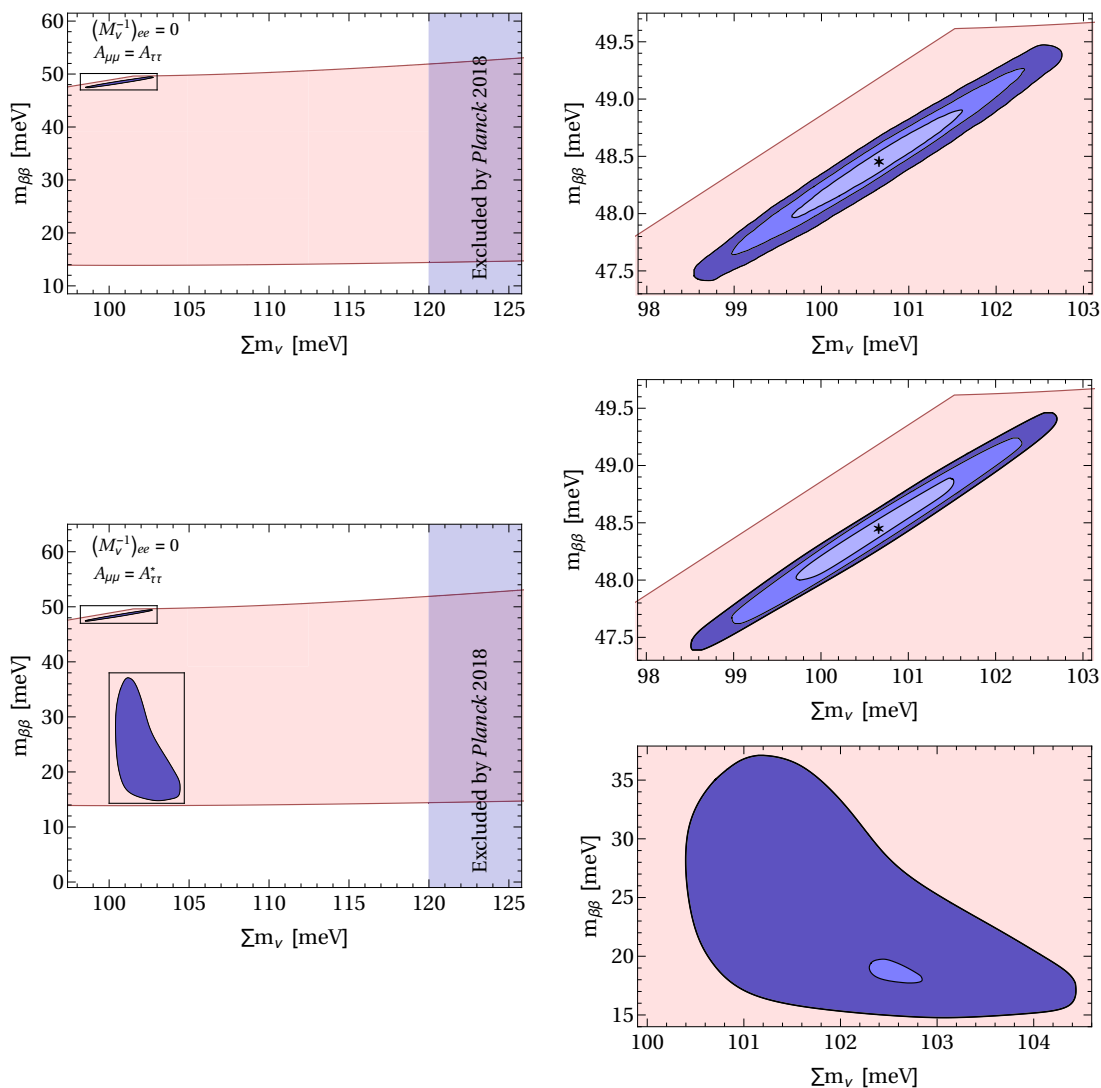 (M_ν^{-1})_{ee} = 0
A_{μμ} = A_{ττ}
60
50
40
30
20
10
m_{ββ} [meV]
Excluded by Planck 2018
100 105 110 115 120 125
∑m_ν [meV]
49.5
49.0
48.5
48.0
47.5
m_{ββ} [meV]
98 99 100 101 102 103
∑m_ν [meV]
49.5
49.0
48.5
48.0
47.5
m_{ββ} [meV]
98 99 100 101 102 103
∑m_ν [meV]
(M_ν^{-1})_{ee} = 0
A_{μμ} = A^*_{ττ}
60
50
40
30
20
10
0
m_{ββ} [meV]
Excluded by Planck 2018
100 105 110 115 120 125
∑m_ν [meV]
35
30
25
20
15
m_{ββ} [meV]
100 101 102 103 104
∑m_ν [meV]